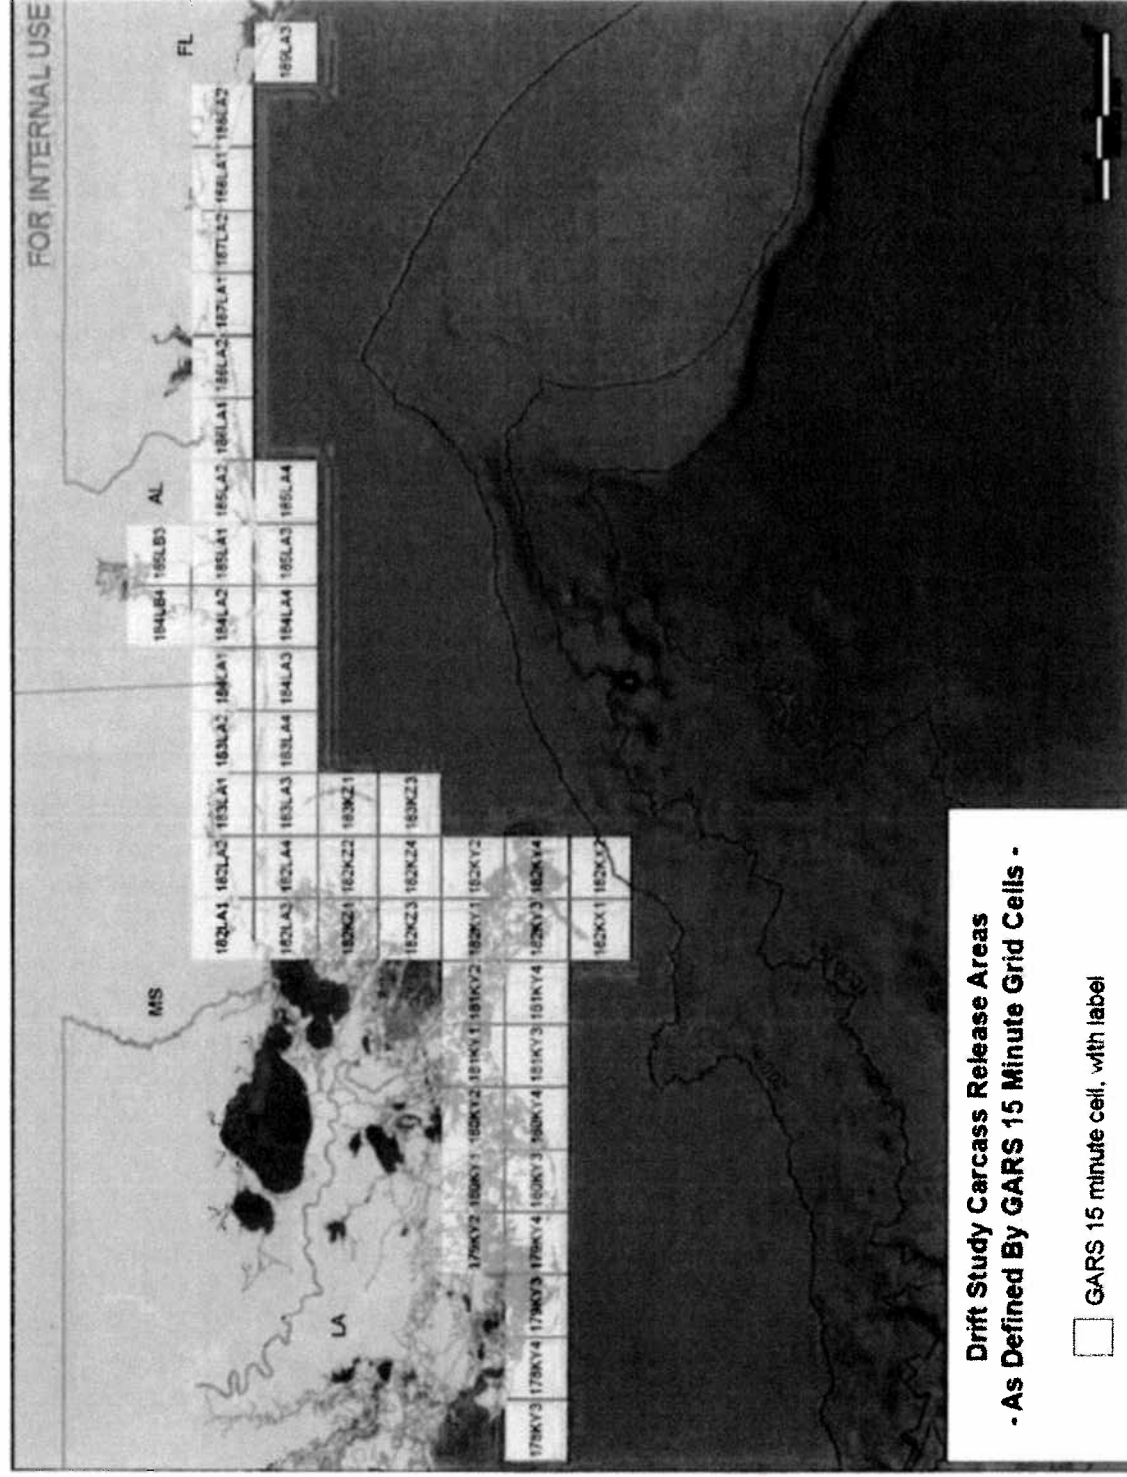 FOR INTERNAL USE
MS AL FL
184LB4 185LB3
182LA1 182LA2 183LA1 183LA2 184LA1 184LA2 185LA1 185LA2 186LA1 186LA2 187LA1 187LA2 188LA1 188LA2
182LA3 182LA4 183LA3 183LA4 184LA3 184LA4 185LA3 185LA4 189LA3
LA
182KZ1 182KZ2 183KZ1
182KZ3 182KZ4 183KZ3
179KY2 180KY1 180KY2 181KY1 181KY2 182KY1 182KY2
178KY3 178KY4 179KY3 179KY4 180KY3 180KY4 181KY3 181KY4 182KY3 182KY4
182KX1 182KX2
Drift Study Carcass Release Areas
- As Defined By GARS 15 Minute Grid Cells -
GARS 15 minute cell, with label